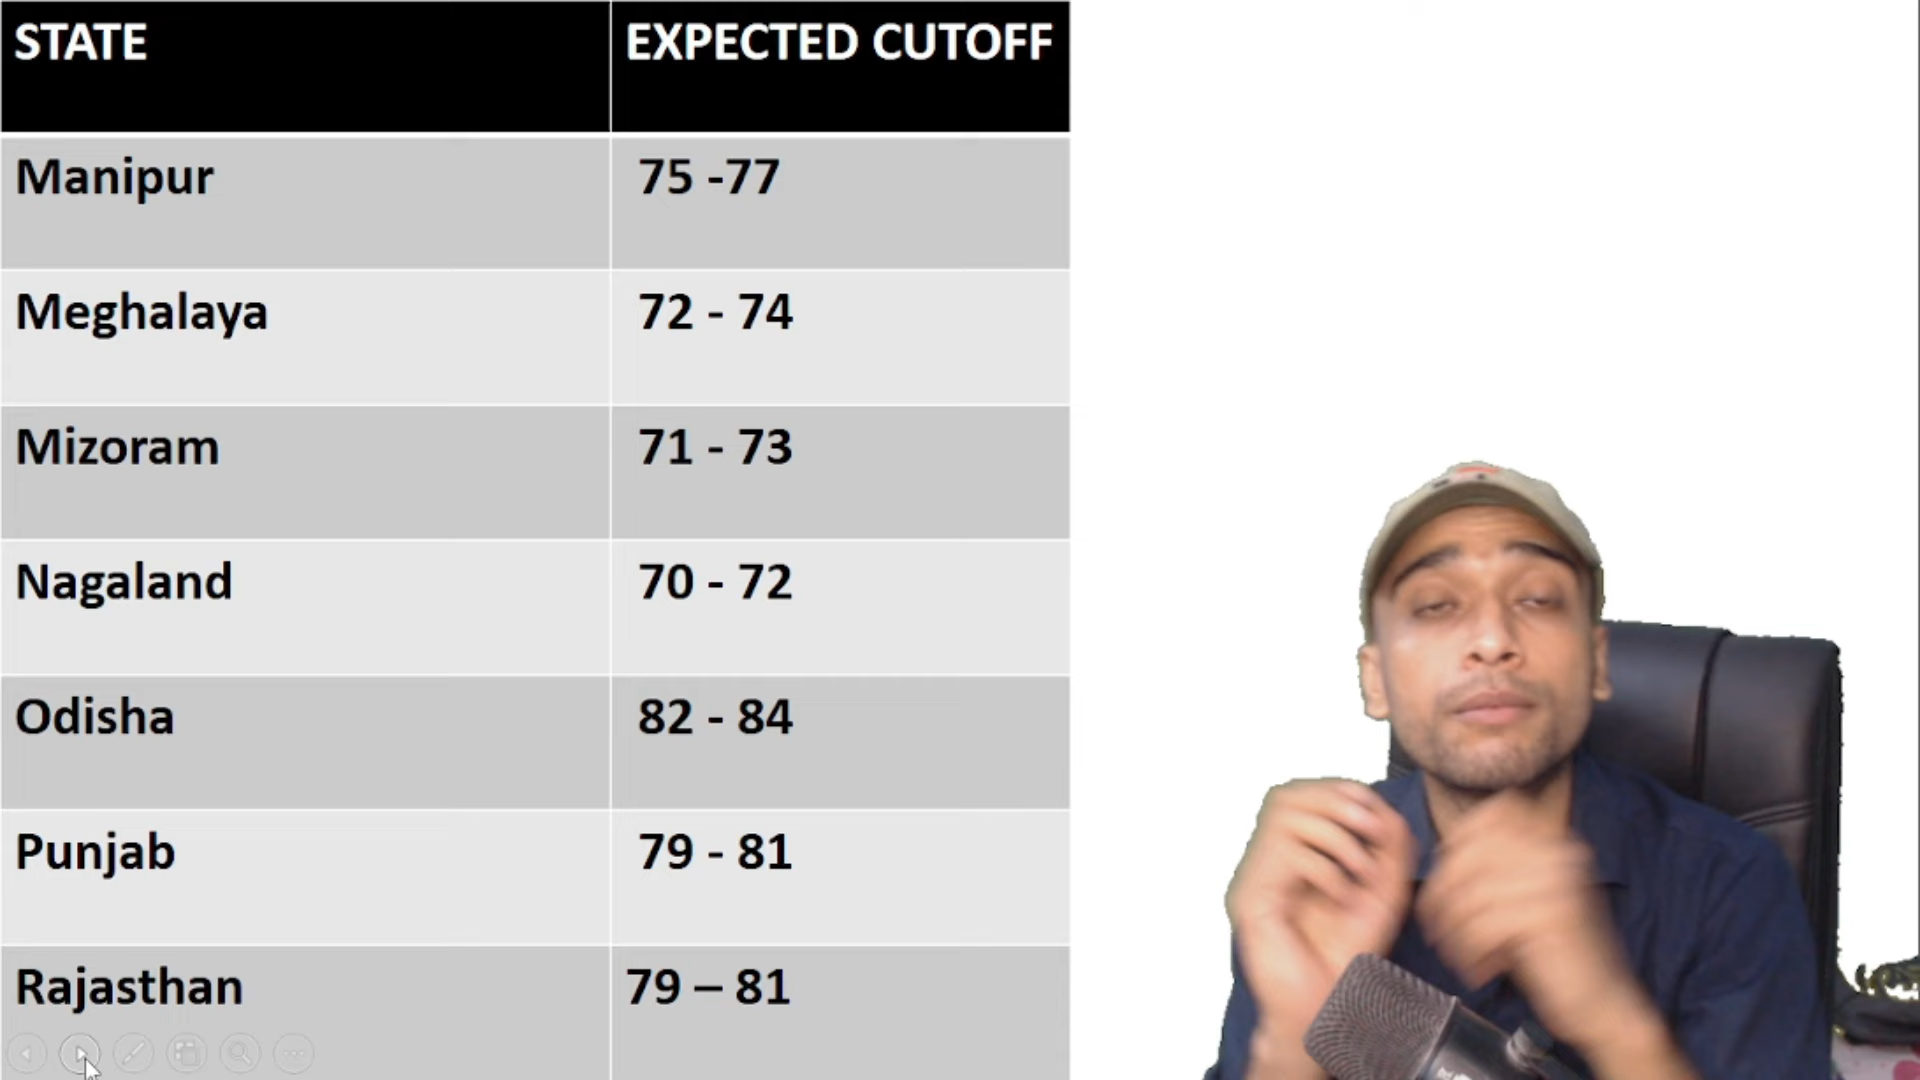 STATE EXPECTED CUTOFF
Manipur 75 -77
Meghalaya 72 - 74
Mizoram 71 - 73
Nagaland 70 - 72
Odisha 82 - 84
Punjab 79 - 81
Rajasthan 79 – 81